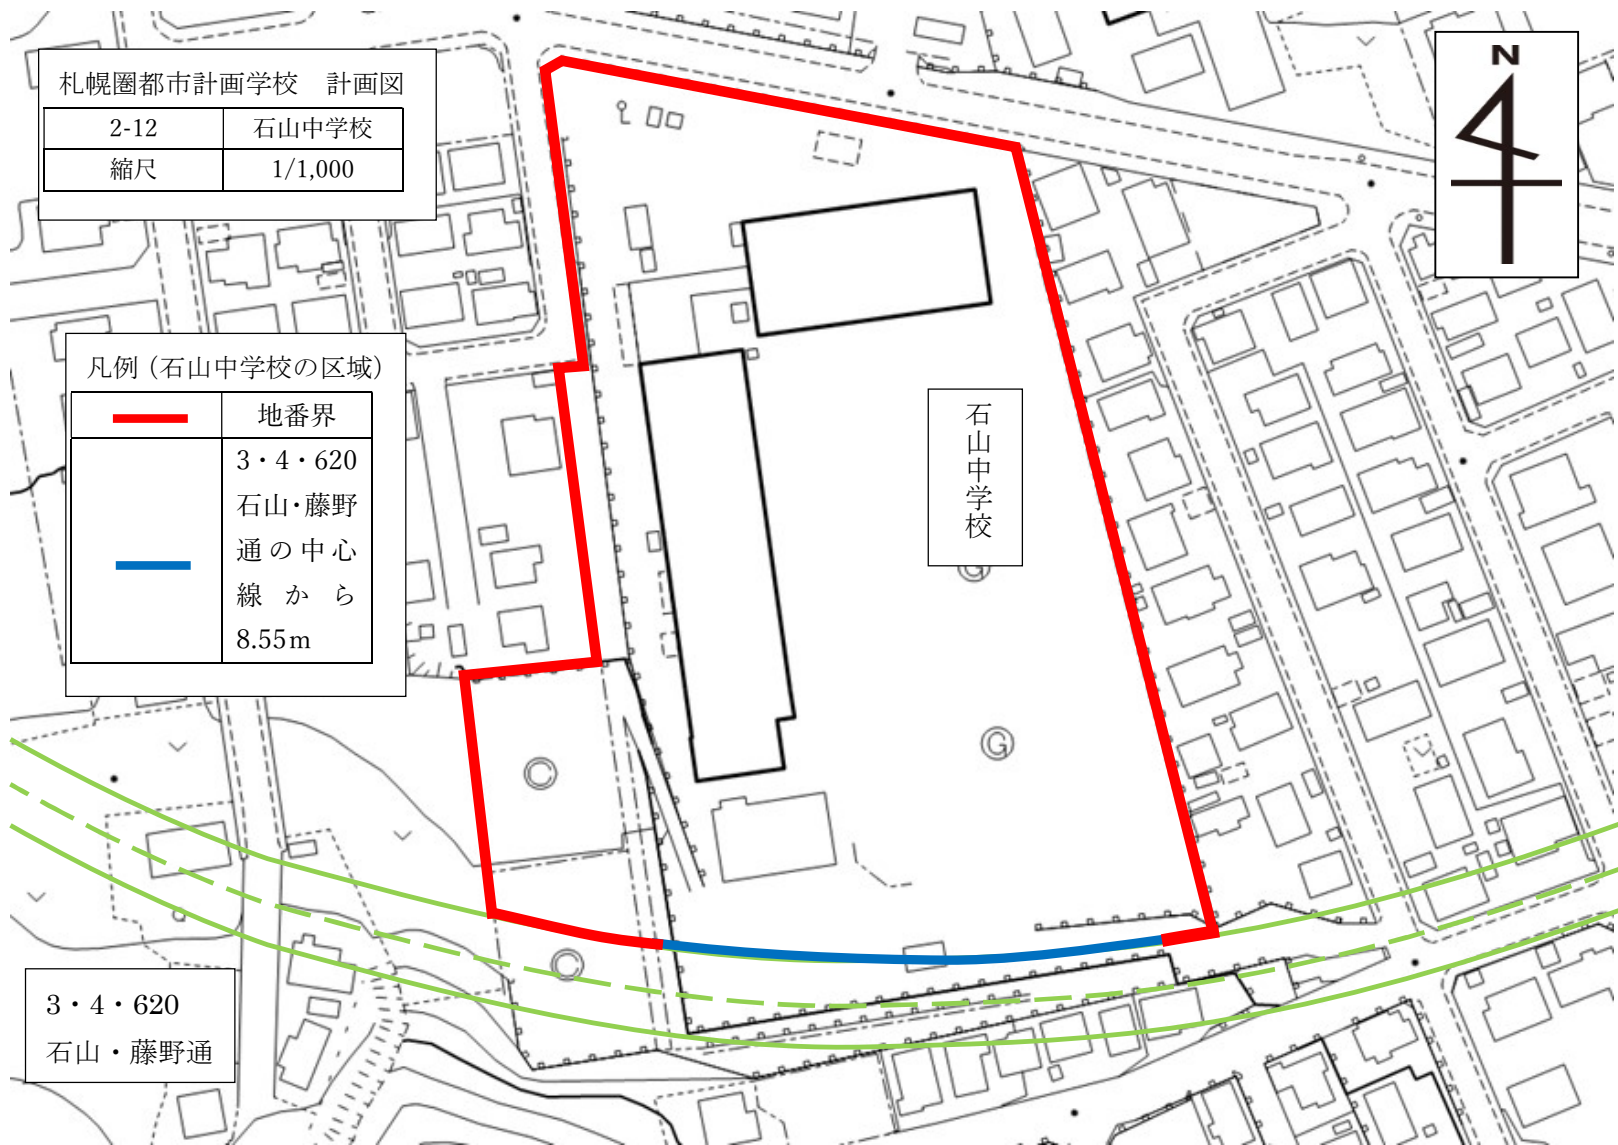 札幌圏都市計画学校　計画図
2-12 石山中学校
縮尺 1/1,000
N
凡例（石山中学校の区域）
地番界
3・4・620
石山・藤野
通の中心
線から
8.55m
石山中学校
G
G
C
C
3・4・620
石山・藤野通